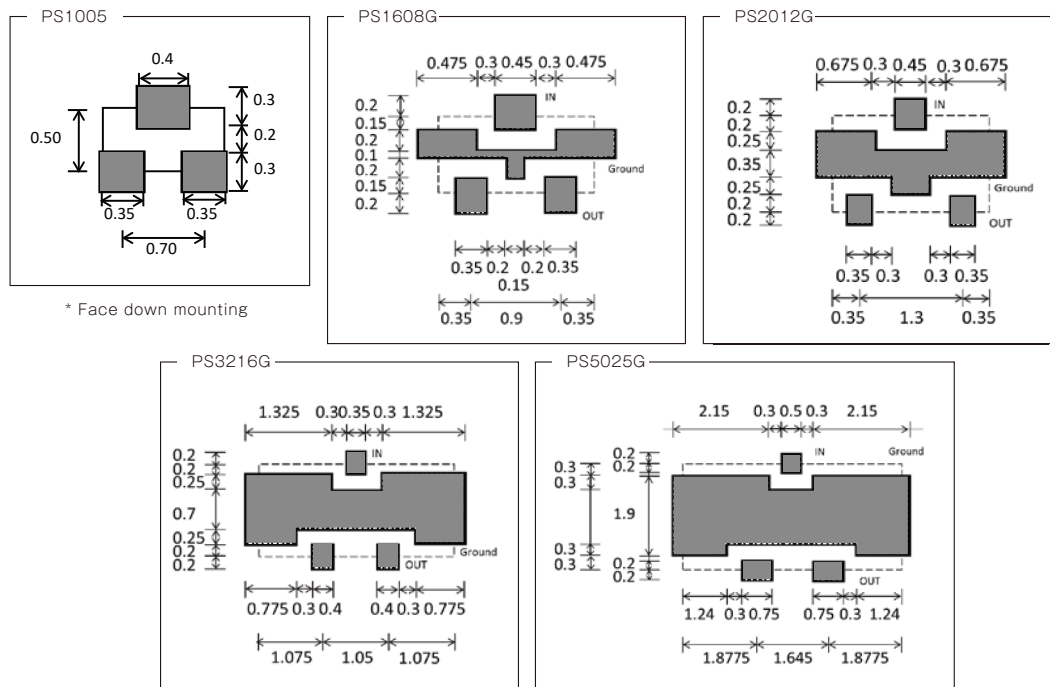 PS1005
0.4
0.50
0.3
0.2
0.3
0.35 0.35
0.70
* Face down mounting
PS1608G
0.475 0.3 0.45 0.3 0.475
IN
0.2
0.15
0.2
0.1
0.2
0.15
0.2
Ground
OUT
0.35 0.2 0.2 0.35
0.15
0.35 0.9 0.35
PS2012G
0.675 0.3 0.45 0.3 0.675
IN
0.2
0.2
0.25
0.35
0.25
0.2
0.2
Ground
OUT
0.35 0.3 0.3 0.35
0.35 1.3 0.35
PS3216G
1.325 0.3 0.35 0.3 1.325
IN
0.2
0.2
0.25
0.7
0.25
0.2
0.2
Ground
OUT
0.775 0.3 0.4 0.4 0.3 0.775
1.075 1.05 1.075
PS5025G
2.15 0.3 0.5 0.3 2.15
IN
Ground
0.3
0.3
0.2
0.2
1.9
0.3
0.3
0.2
0.2
OUT
1.24 0.3 0.75 0.75 0.3 1.24
1.8775 1.645 1.8775